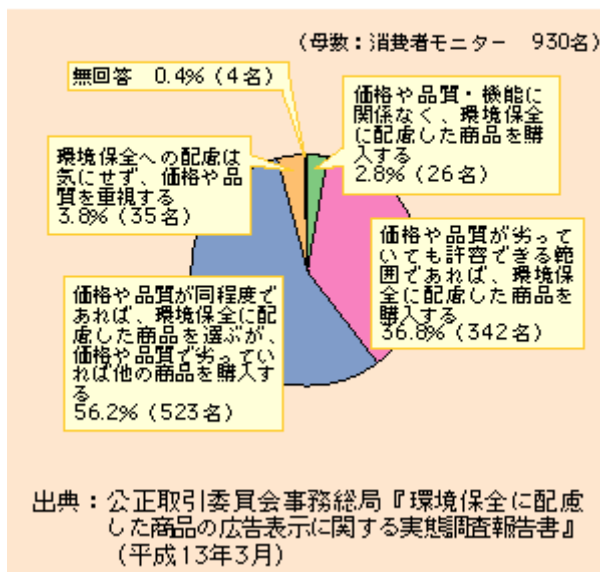 (母数：消費者モニター　930名)
無回答　0.4%（4名）
価格や品質・機能に
関係なく、環境保全
に配慮した商品を購
入する
2.8%（26名）
環境保全への配慮は
気にせず、価格や品
質を重視する
3.8%（35名）
価格や品質が劣って
いても許容できる範
囲であれば、環境保
全に配慮した商品を
購入する
36.8%（342名）
価格や品質が同程度で
あれば、環境保全に配
慮した商品を選ぶが、
価格や品質で劣ってい
れば他の商品を購入す
る
56.2%（523名）
出典：公正取引委員会事務総局『環境保全に配慮
した商品の広告表示に関する実態調査報告書』
（平成13年3月）